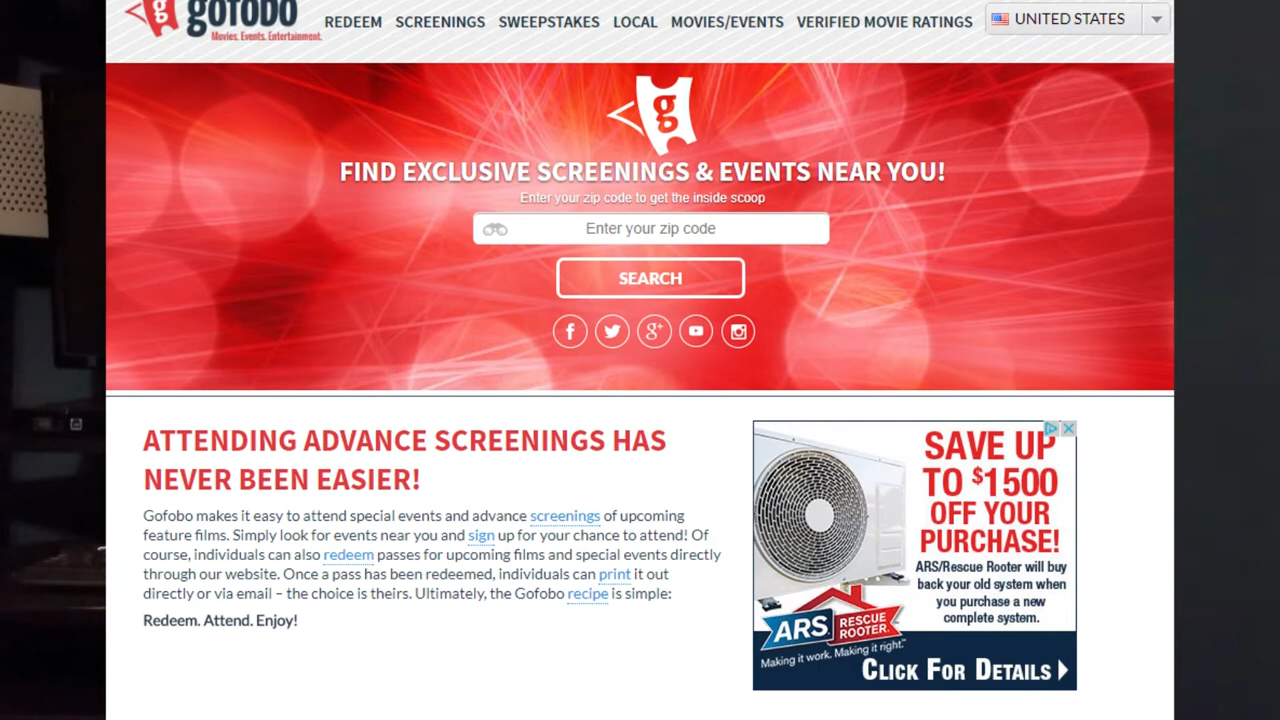 gofobo
Movies. Events. Entertainment.
REDEEM SCREENINGS SWEEPSTAKES LOCAL MOVIES/EVENTS VERIFIED MOVIE RATINGS
UNITED STATES
g
FIND EXCLUSIVE SCREENINGS & EVENTS NEAR YOU!
Enter your zip code to get the inside scoop
Enter your zip code
SEARCH
ATTENDING ADVANCE SCREENINGS HAS
NEVER BEEN EASIER!
Gofobo makes it easy to attend special events and advance screenings of upcoming
feature films. Simply look for events near you and sign up for your chance to attend! Of
course, individuals can also redeem passes for upcoming films and special events directly
through our website. Once a pass has been redeemed, individuals can print it out
directly or via email – the choice is theirs. Ultimately, the Gofobo recipe is simple:
Redeem. Attend. Enjoy!
SAVE UP
TO $1500
OFF YOUR
PURCHASE!
ARS/Rescue Rooter will buy
back your old system when
you purchase a new
complete system.
ARS RESCUE
ROOTER
Making it work. Making it right.
CLICK FOR DETAILS